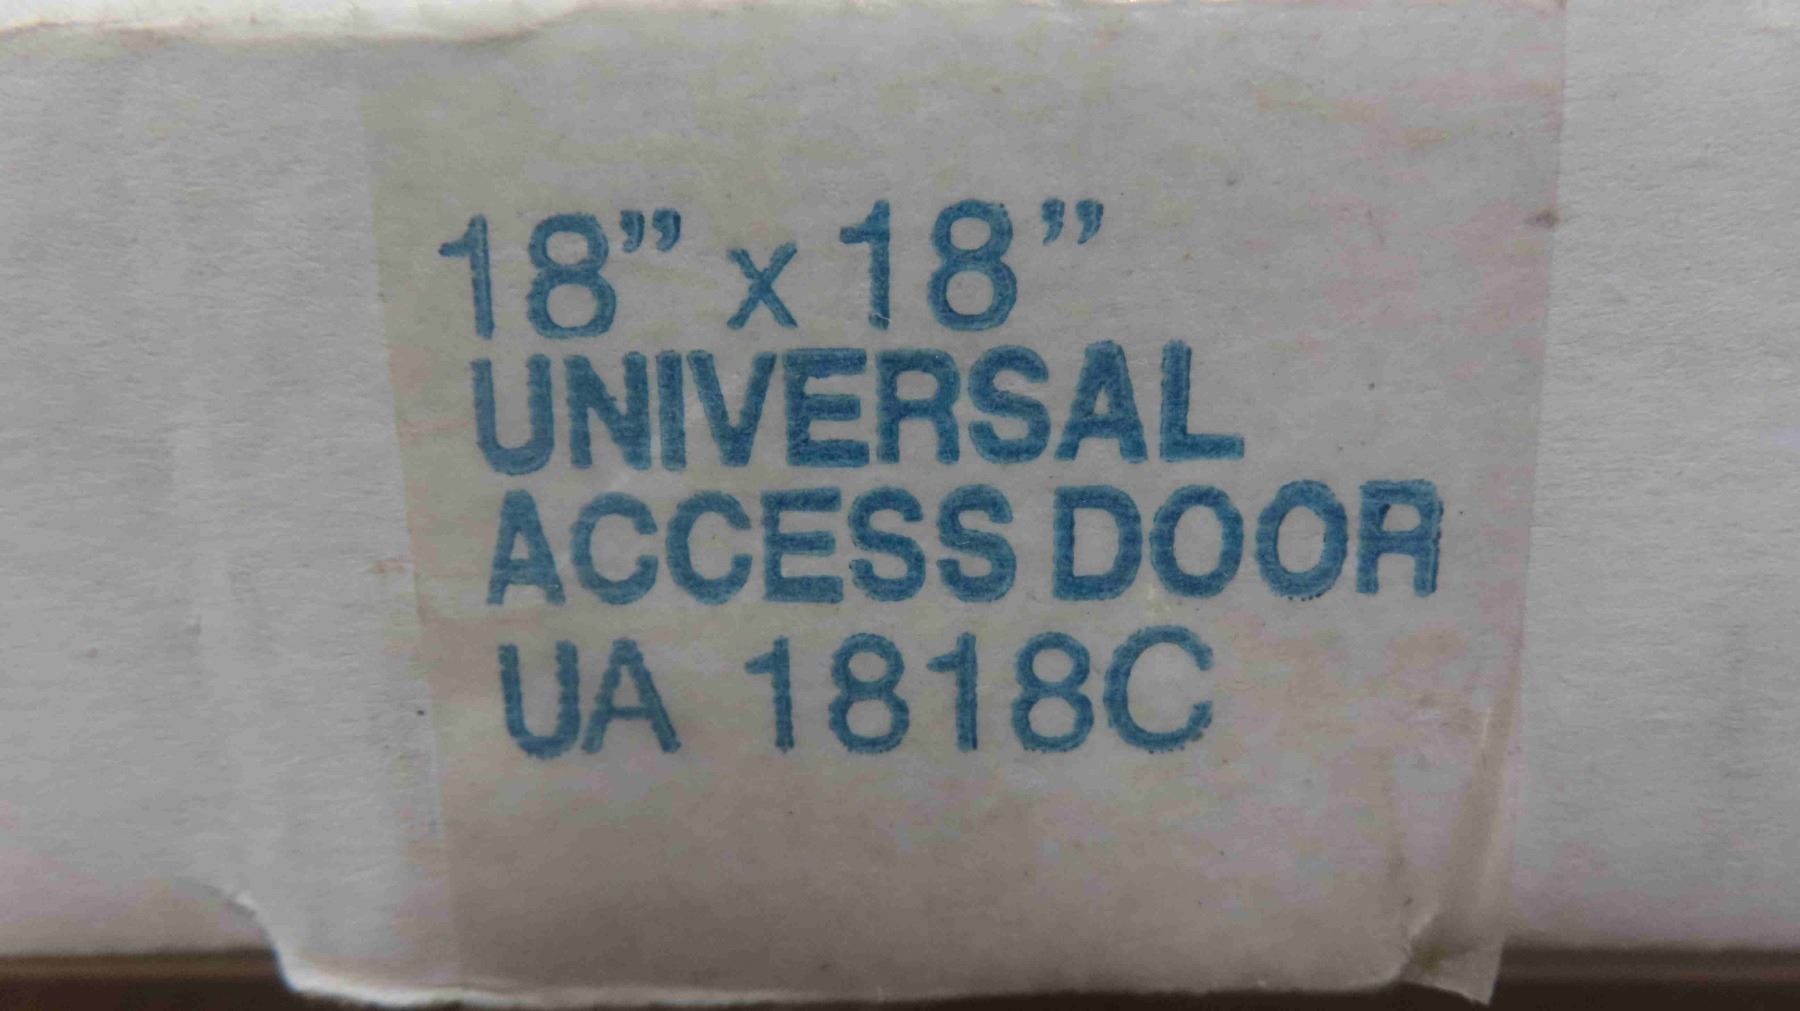 18” x 18”
UNIVERSAL
ACCESS DOOR
UA 1818C